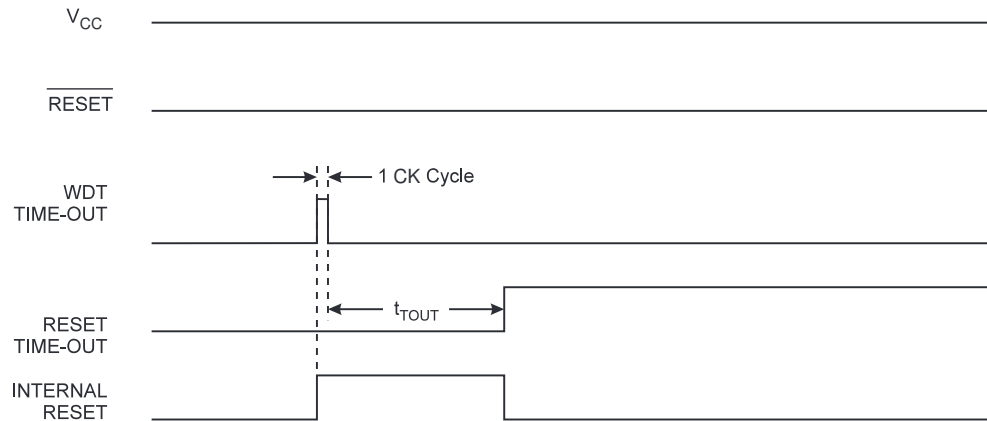 VCC
RESET
1 CK Cycle
WDT
TIME-OUT
tTOUT
RESET
TIME-OUT
INTERNAL
RESET